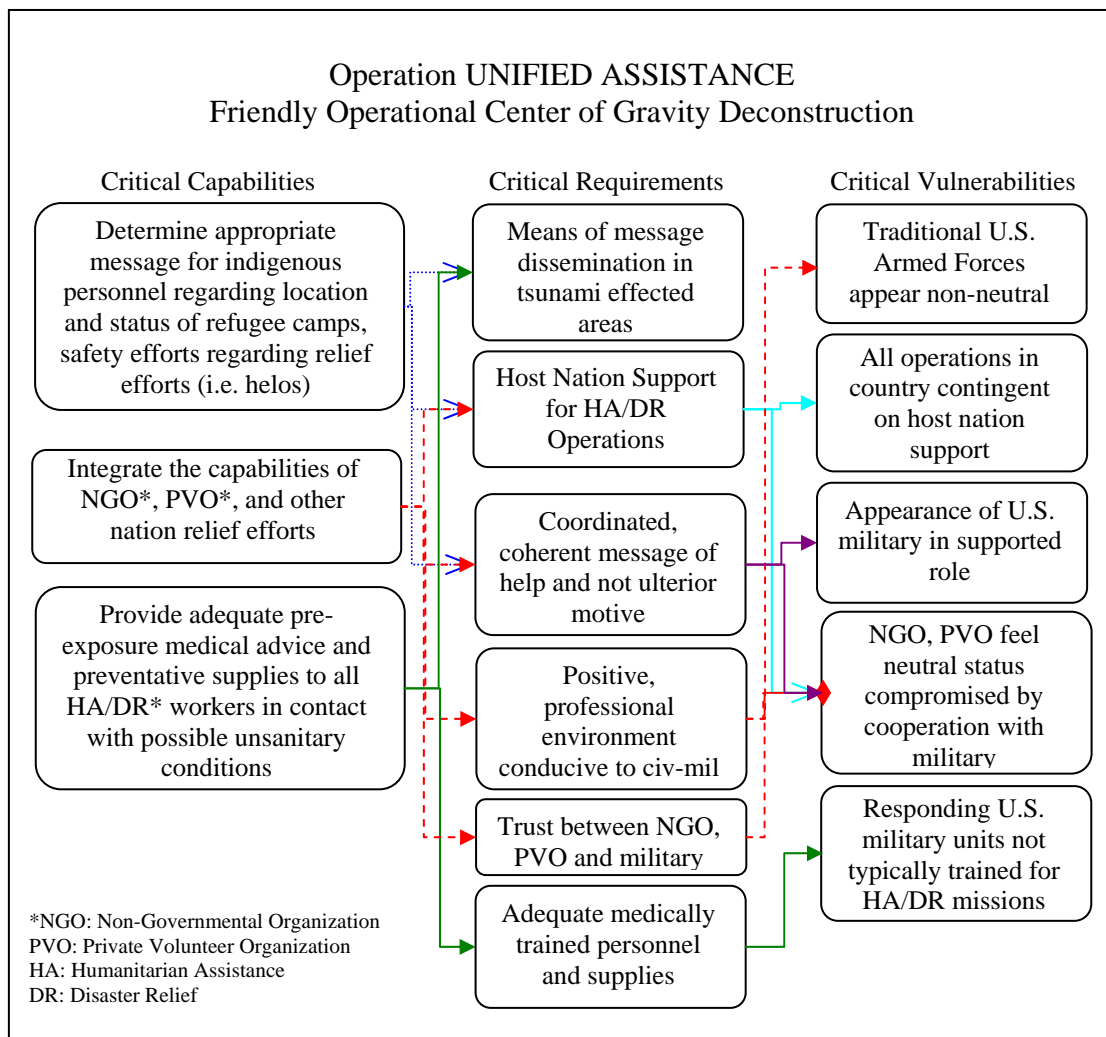 Operation UNIFIED ASSISTANCE
Friendly Operational Center of Gravity Deconstruction
Critical Capabilities
Determine appropriate
message for indigenous
personnel regarding location
and status of refugee camps,
safety efforts regarding relief
efforts (i.e. helos)
Integrate the capabilities of
NGO*, PVO*, and other
nation relief efforts
Provide adequate pre-
exposure medical advice and
preventative supplies to all
HA/DR* workers in contact
with possible unsanitary
conditions
Critical Requirements
Means of message
dissemination in
tsunami effected
areas
Host Nation Support
for HA/DR
Operations
Coordinated,
coherent message of
help and not ulterior
motive
Positive,
professional
environment
conducive to civ-mil
Trust between NGO,
PVO and military
Adequate medically
trained personnel
and supplies
Critical Vulnerabilities
Traditional U.S.
Armed Forces
appear non-neutral
All operations in
country contingent
on host nation
support
Appearance of U.S.
military in supported
role
NGO, PVO feel
neutral status
compromised by
cooperation with
military
Responding U.S.
military units not
typically trained for
HA/DR missions
*NGO: Non-Governmental Organization
PVO: Private Volunteer Organization
HA: Humanitarian Assistance
DR: Disaster Relief